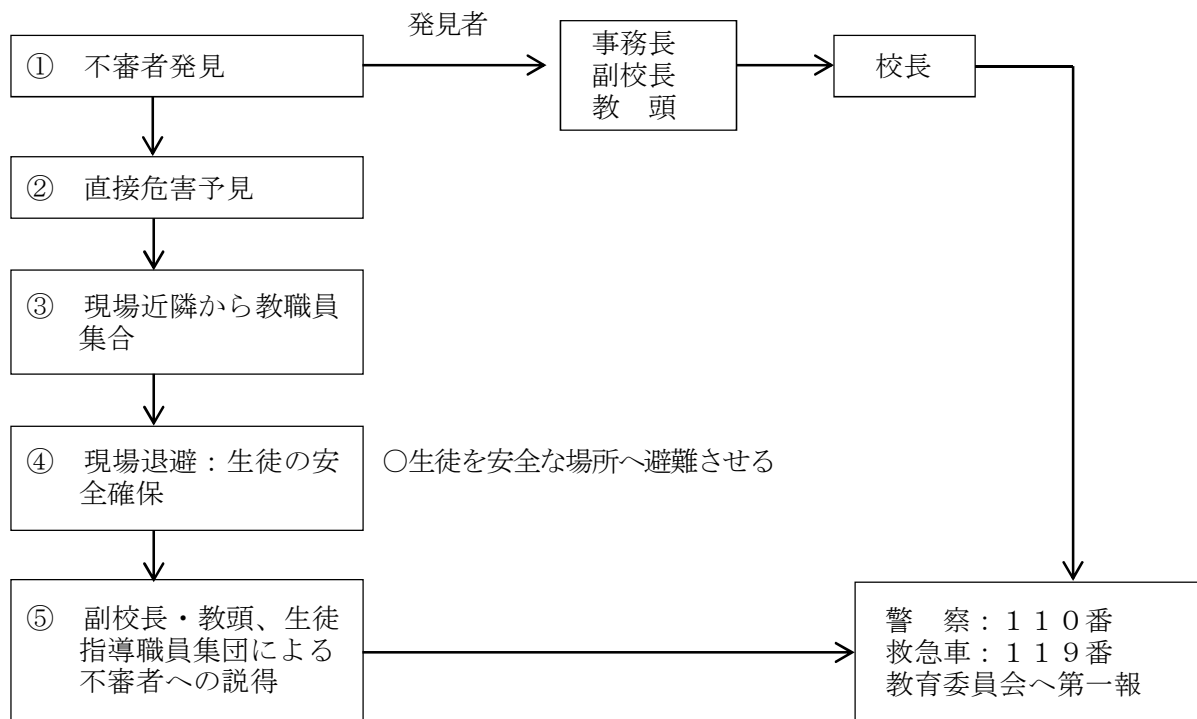 発見者
①　不審者発見
事務長
副校長
教　頭
校長
②　直接危害予見
③　現場近隣から教職員
集合
④　現場退避：生徒の安
全確保
○生徒を安全な場所へ避難させる
⑤　副校長・教頭、生徒
指導職員集団による
不審者への説得
警　察：１１０番
救急車：１１９番
教育委員会へ第一報